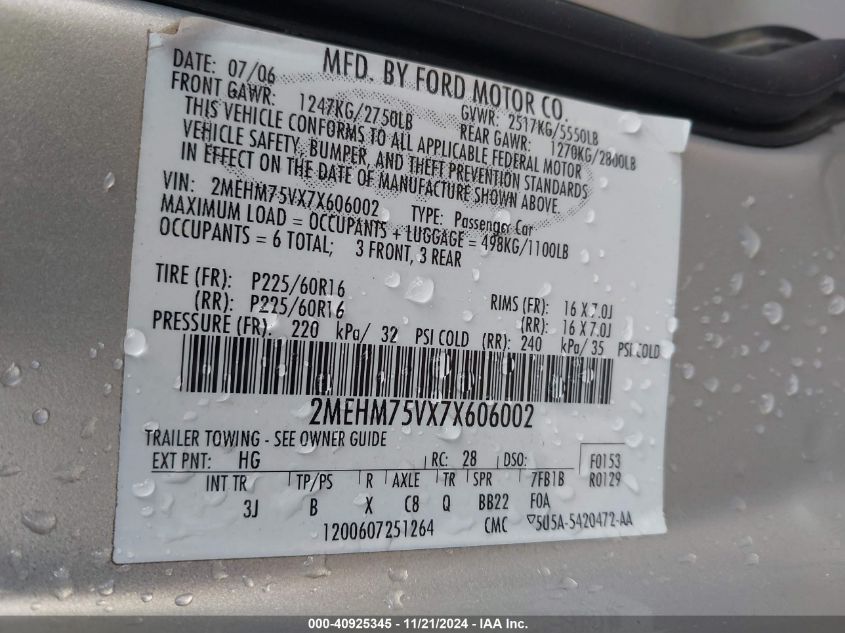 MFD. BY FORD MOTOR CO.
DATE: 07/06
GVWR: 2517KG/5550LB
FRONT GAWR: 1247KG/2750LB
REAR GAWR: 1270KG/2800LB
THIS VEHICLE CONFORMS TO ALL APPLICABLE FEDERAL MOTOR
VEHICLE SAFETY, BUMPER, AND THEFT PREVENTION STANDARDS
IN EFFECT ON THE DATE OF MANUFACTURE SHOWN ABOVE.
VIN: 2MEHM75VX7X606002 TYPE: Passenger Car
MAXIMUM LOAD = OCCUPANTS + LUGGAGE = 498KG/1100LB
OCCUPANTS = 6 TOTAL; 3 FRONT, 3 REAR
TIRE (FR): P225/60R16 RIMS (FR): 16 X 7.0J
(RR): P225/60R16 (RR): 16 X 7.0J
PRESSURE (FR): 220 kPa/ 32 PSI COLD (RR): 240 kPa/35 PSI COLD
2MEHM75VX7X606002
TRAILER TOWING - SEE OWNER GUIDE
EXT PNT: HG RC: 28 DSO: F0153
INT TR TP/PS R AXLE TR SPR 7FB1B R0129
3J B X C8 Q BB22 FOA
1200607251264 CMC ▽5U5A-5420472-AA
000-40925345 - 11/21/2024 - IAA Inc.